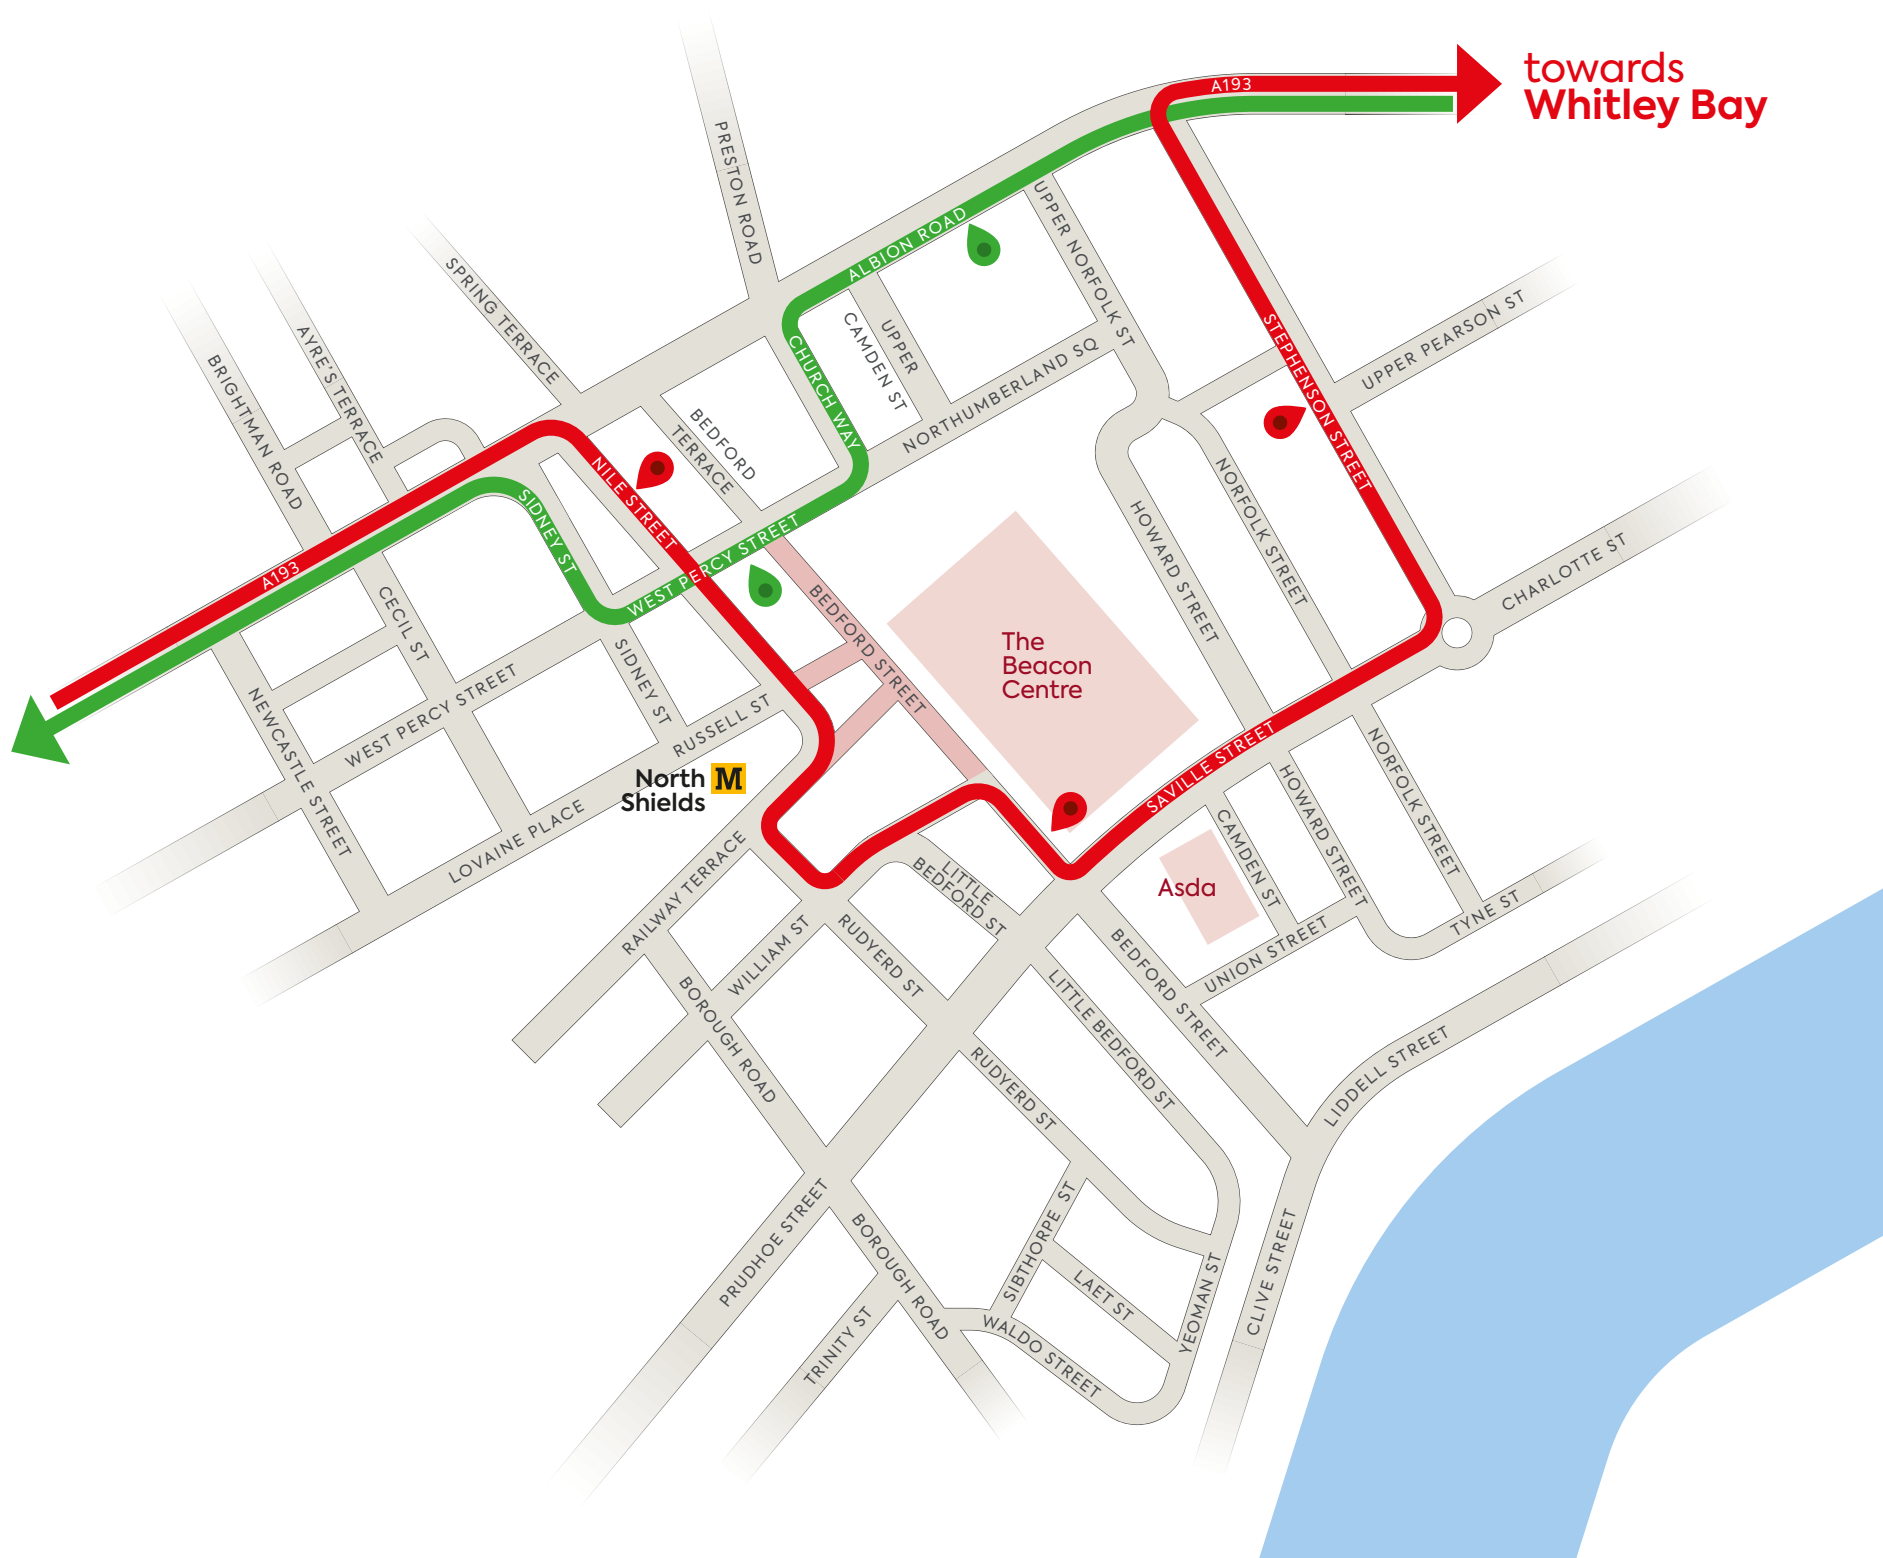 towards
Whitley Bay
A193
PRESTON ROAD
ALBION ROAD
UPPER NORFOLK ST
SPRING TERRACE
AYRE'S TERRACE
BRIGHTMAN ROAD
UPPER
CAMDEN ST
CHURCH WAY
NORTHUMBERLAND SQ
STEPHENSON STREET
UPPER PEARSON ST
BEDFORD
TERRACE
NILE STREET
SIDNEY ST
WEST PERCY STREET
A193
NORFOLK STREET
HOWARD STREET
CHARLOTTE ST
CECIL ST
BEDFORD STREET
The
Beacon
Centre
SIDNEY ST
WEST PERCY STREET
NEWCASTLE STREET
RUSSELL ST
North
Shields
M
LOVAINE PLACE
SAVILLE STREET
NORFOLK STREET
HOWARD STREET
CAMDEN ST
Asda
LITTLE
BEDFORD ST
RAILWAY TERRACE
WILLIAM ST
RUDYERD ST
BEDFORD STREET
UNION STREET
TYNE ST
BOROUGH ROAD
LITTLE BEDFORD ST
RUDYERD ST
LIDDELL STREET
PRUDHOE STREET
BOROUGH ROAD
SIBTHORPE ST
LAET ST
YEOMAN ST
CLIVE STREET
TRINITY ST
WALDO STREET